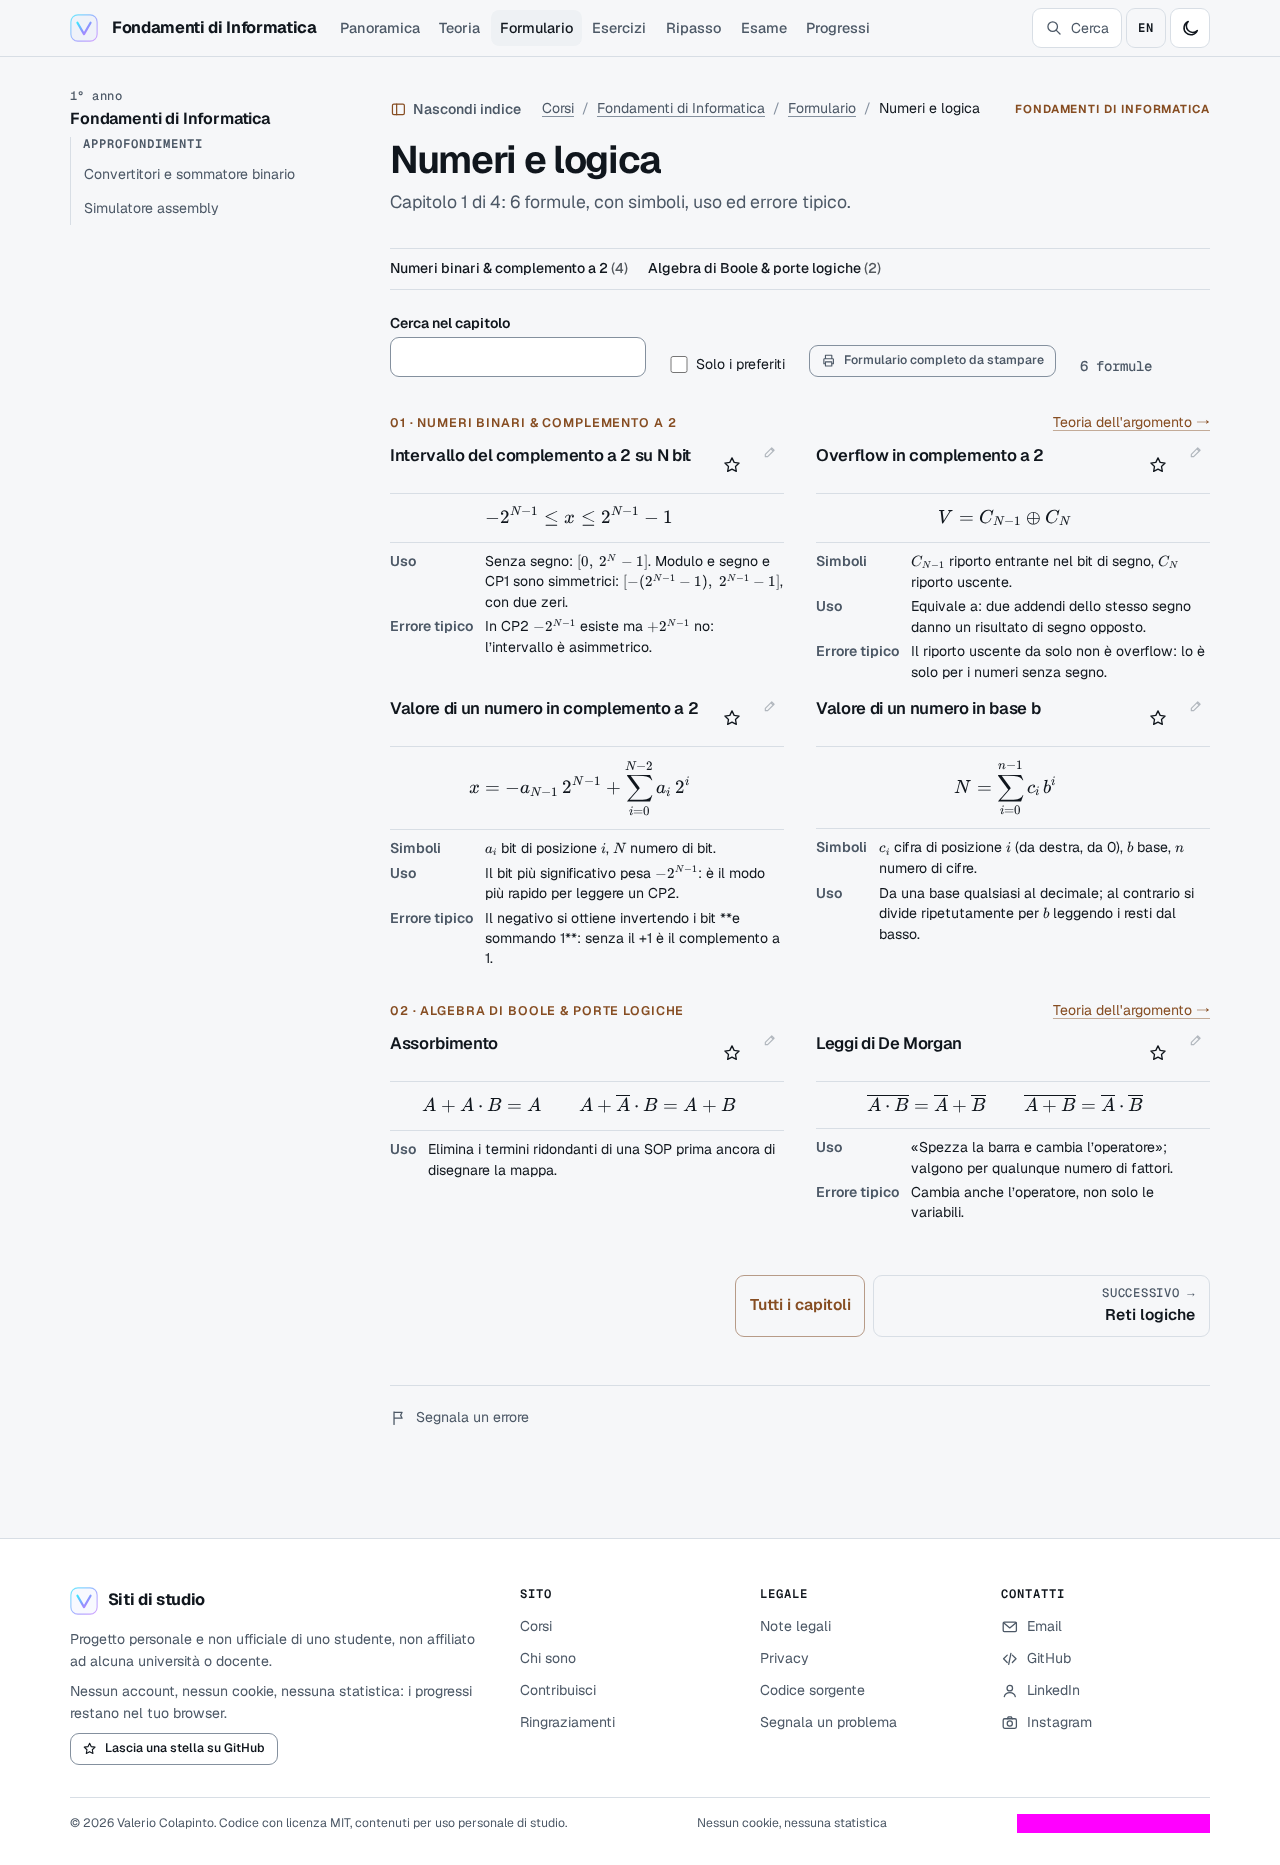 Fondamenti di Informatica
Panoramica
Teoria
Formulario
Esercizi
Ripasso
Esame
Progressi
Cerca
EN
1° anno
Fondamenti di Informatica
APPROFONDIMENTI
Convertitori e sommatore binario
Simulatore assembly
Nascondi indice
Corsi / Fondamenti di Informatica / Formulario / Numeri e logica
FONDAMENTI DI INFORMATICA
Numeri e logica
Capitolo 1 di 4: 6 formule, con simboli, uso ed errore tipico.
Numeri binari & complemento a 2 (4)
Algebra di Boole & porte logiche (2)
Cerca nel capitolo
Solo i preferiti
Formulario completo da stampare
6 formule
01 · NUMERI BINARI & COMPLEMENTO A 2
Teoria dell’argomento →
Intervallo del complemento a 2 su N bit
$-2^{N-1} \leq x \leq 2^{N-1} - 1$
Uso
Senza segno: $[0,\ 2^N - 1]$. Modulo e segno e
CP1 sono simmetrici: $[-(2^{N-1} - 1),\ 2^{N-1} - 1]$,
con due zeri.
Errore tipico
In CP2 $-2^{N-1}$ esiste ma $+2^{N-1}$ no:
l’intervallo è asimmetrico.
Overflow in complemento a 2
$V = C_{N-1} \oplus C_N$
Simboli
$C_{N-1}$ riporto entrante nel bit di segno, $C_N$
riporto uscente.
Uso
Equivale a: due addendi dello stesso segno
danno un risultato di segno opposto.
Errore tipico
Il riporto uscente da solo non è overflow: lo è
solo per i numeri senza segno.
Valore di un numero in complemento a 2
$x = -a_{N-1}\, 2^{N-1} + \sum_{i=0}^{N-2} a_i\, 2^i$
Simboli
$a_i$ bit di posizione $i$, $N$ numero di bit.
Uso
Il bit più significativo pesa $-2^{N-1}$: è il modo
più rapido per leggere un CP2.
Errore tipico
Il negativo si ottiene invertendo i bit **e
sommando 1**: senza il +1 è il complemento a
1.
Valore di un numero in base b
$N = \sum_{i=0}^{n-1} c_i\, b^i$
Simboli
$c_i$ cifra di posizione $i$ (da destra, da 0), $b$ base, $n$
numero di cifre.
Uso
Da una base qualsiasi al decimale; al contrario si
divide ripetutamente per $b$ leggendo i resti dal
basso.
02 · ALGEBRA DI BOOLE & PORTE LOGICHE
Teoria dell’argomento →
Assorbimento
$A + A \cdot B = A \qquad A + \overline{A} \cdot B = A + B$
Uso
Elimina i termini ridondanti di una SOP prima ancora di
disegnare la mappa.
Leggi di De Morgan
$\overline{A \cdot B} = \overline{A} + \overline{B} \qquad \overline{A + B} = \overline{A} \cdot \overline{B}$
Uso
«Spezza la barra e cambia l’operatore»;
valgono per qualunque numero di fattori.
Errore tipico
Cambia anche l’operatore, non solo le
variabili.
Tutti i capitoli
SUCCESSIVO →
Reti logiche
Segnala un errore
Siti di studio
Progetto personale e non ufficiale di uno studente, non affiliato
ad alcuna università o docente.
Nessun account, nessun cookie, nessuna statistica: i progressi
restano nel tuo browser.
Lascia una stella su GitHub
SITO
Corsi
Chi sono
Contribuisci
Ringraziamenti
LEGALE
Note legali
Privacy
Codice sorgente
Segnala un problema
CONTATTI
Email
GitHub
LinkedIn
Instagram
© 2026 Valerio Colapinto. Codice con licenza MIT, contenuti per uso personale di studio.
Nessun cookie, nessuna statistica